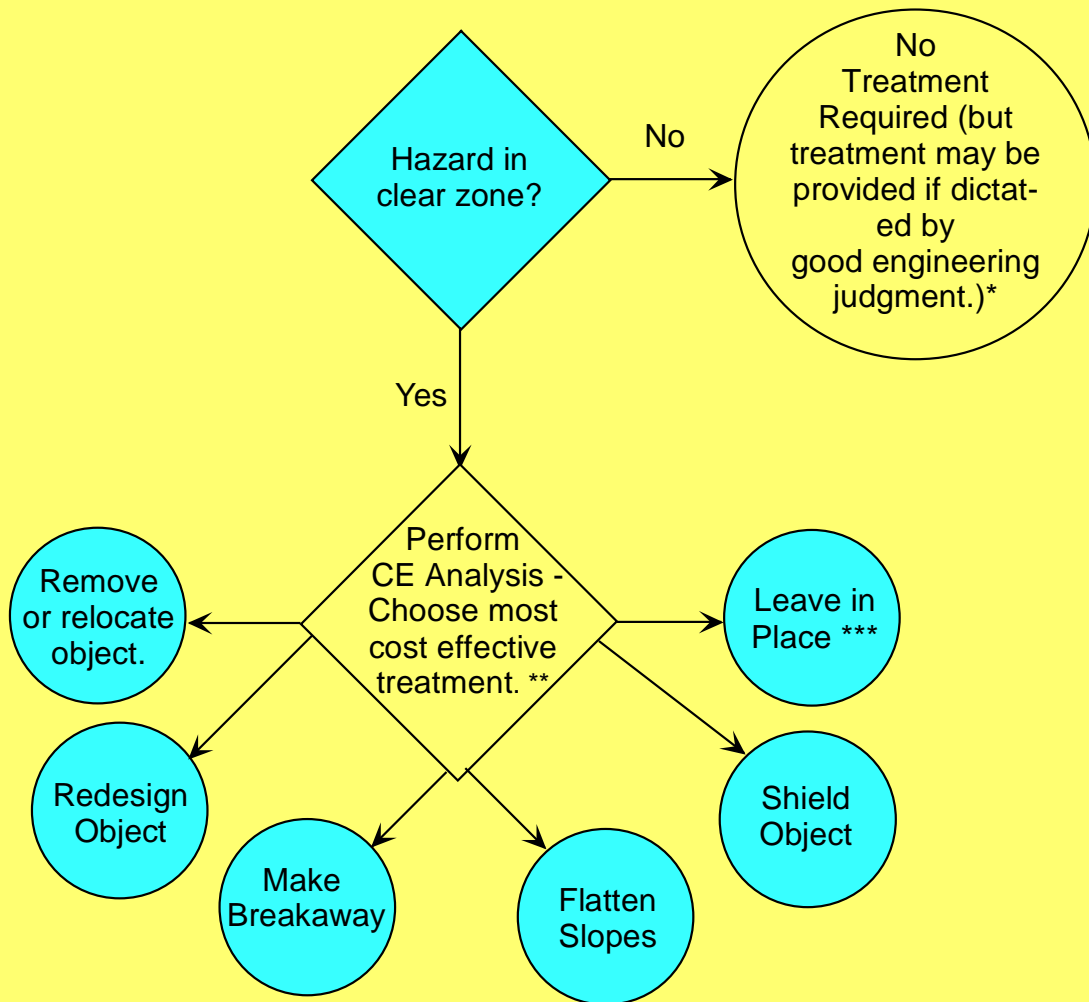 Hazard in
clear zone?
No
No
Treatment
Required (but
treatment may be
provided if dictat-
ed by
good engineering
judgment.)*
Yes
Perform
CE Analysis -
Choose most
cost effective
treatment. **
Remove
or relocate
object.
Leave in
Place ***
Redesign
Object
Shield
Object
Make
Breakaway
Flatten
Slopes